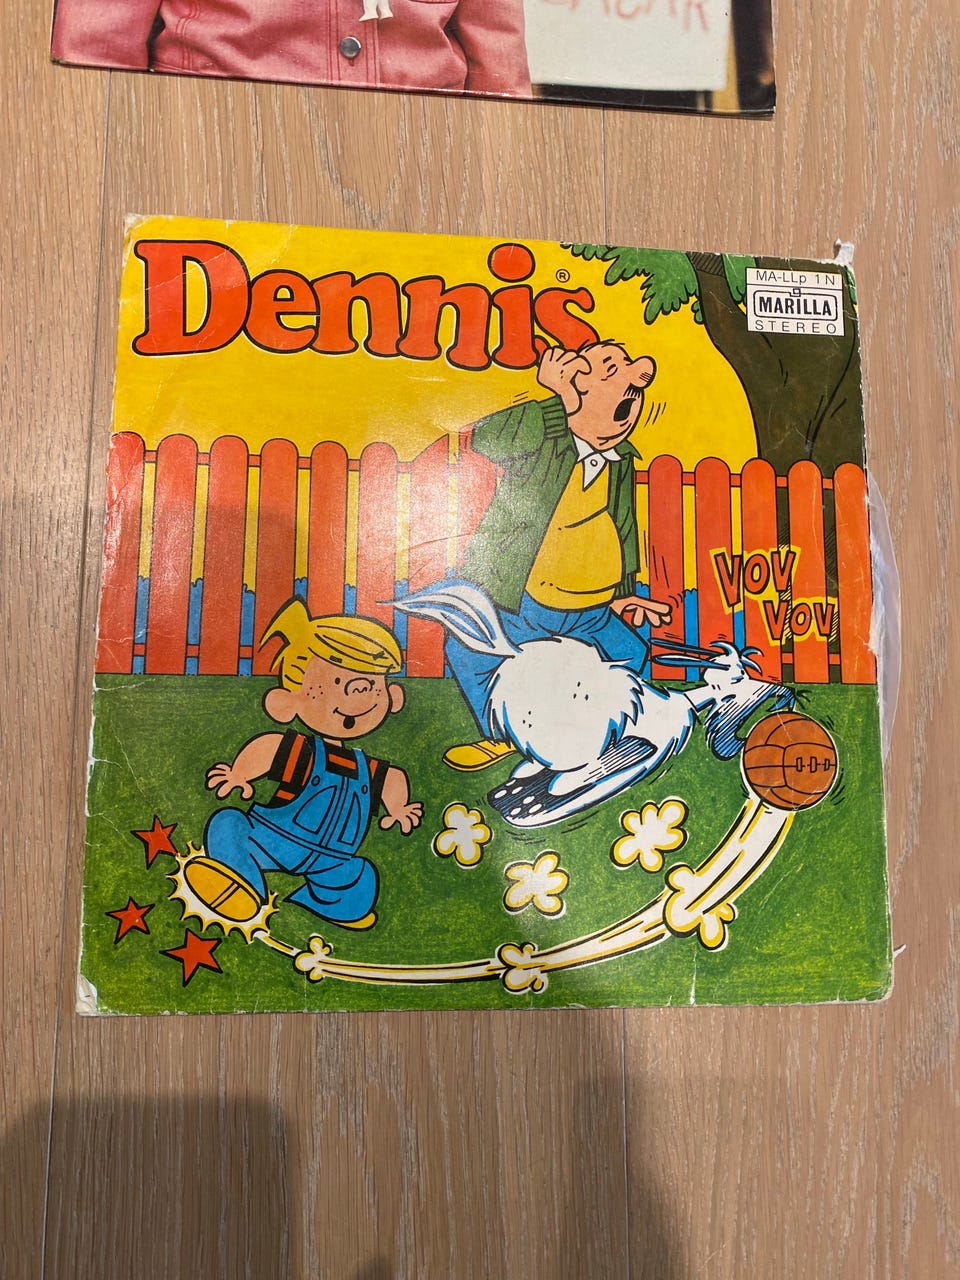 Dennis®
MA-LLp 1N
MARILLA
STEREO
VOV
VOV